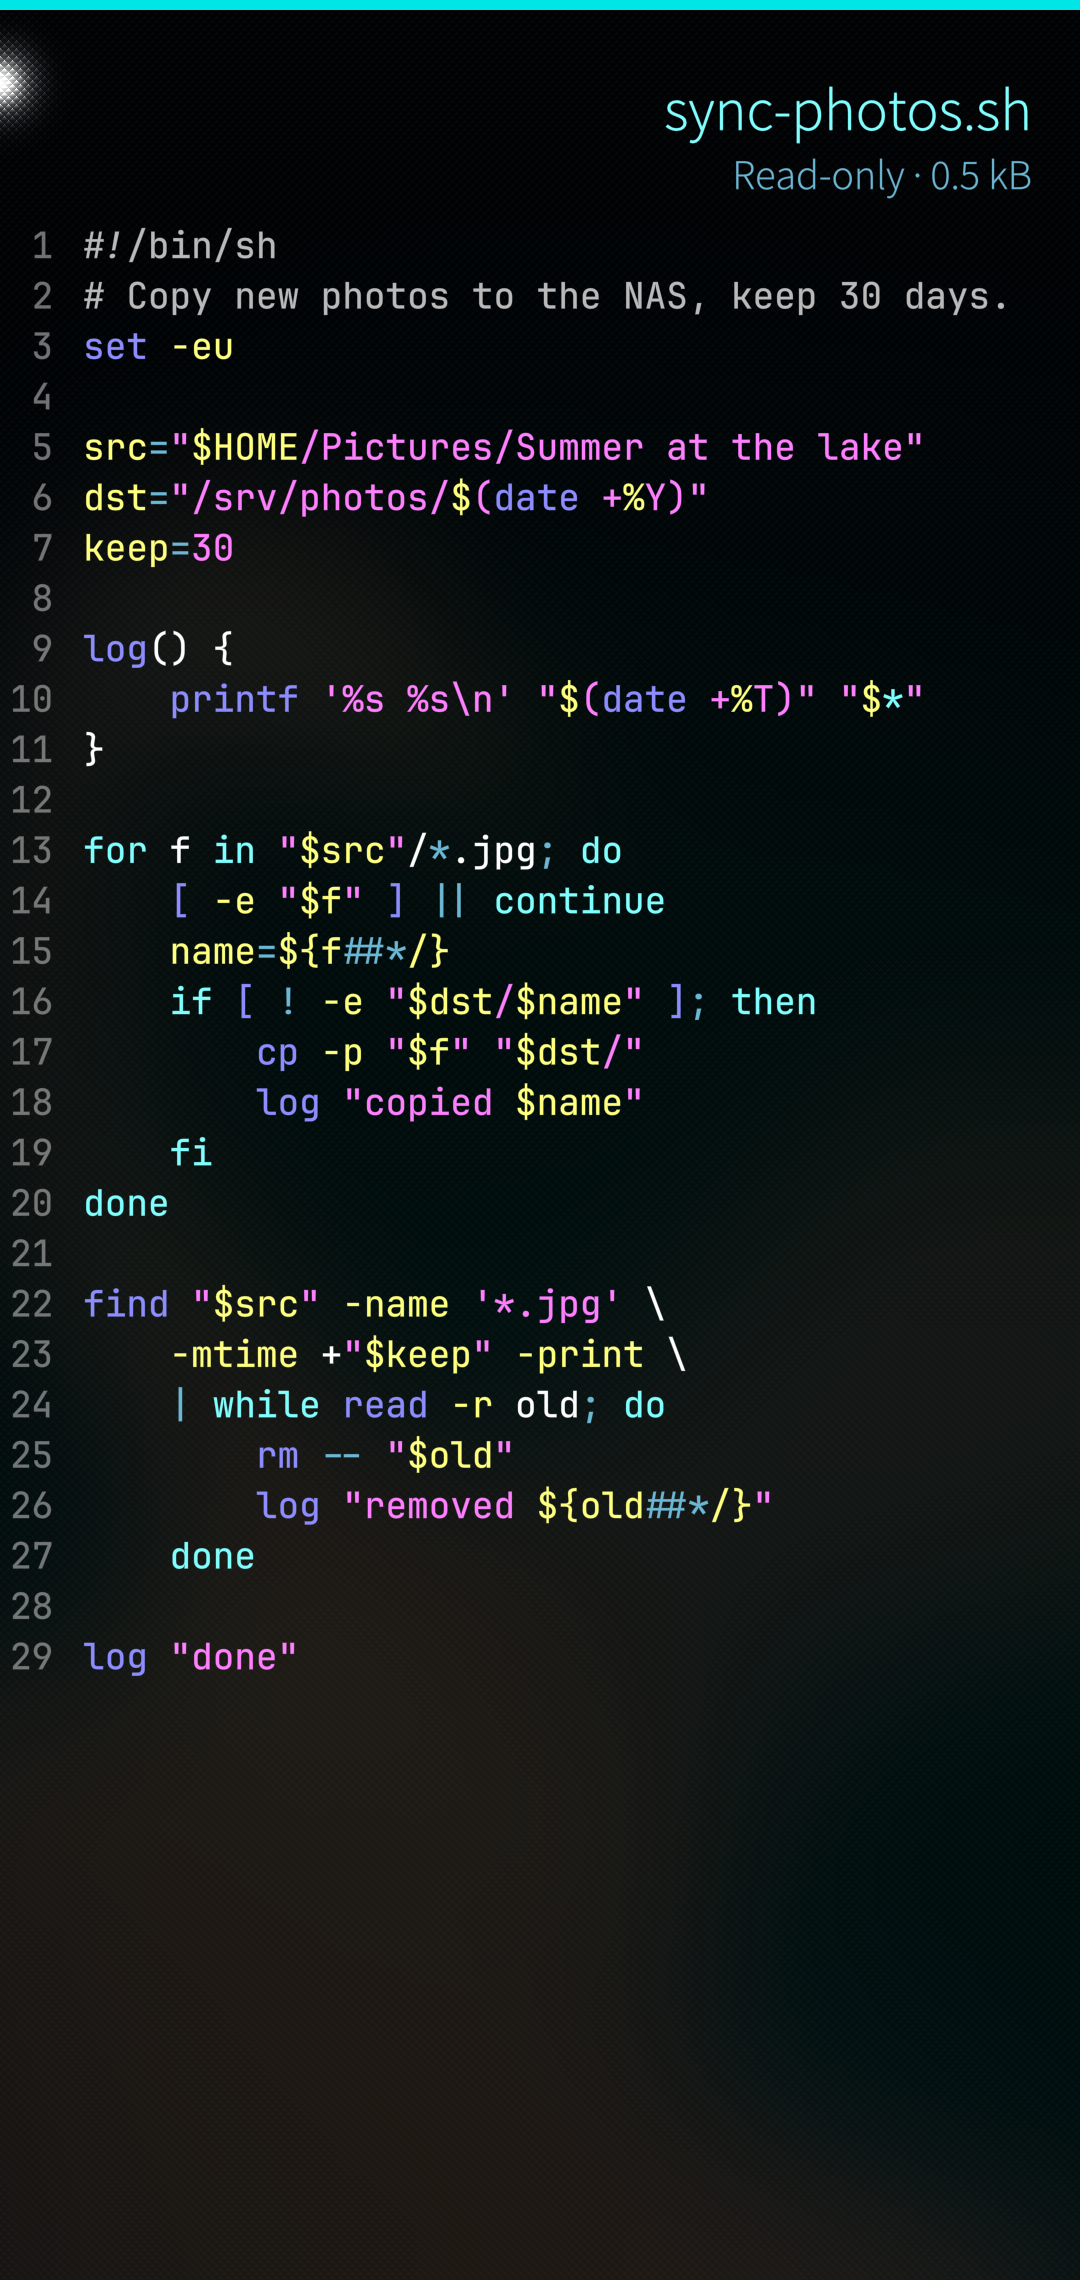 sync-photos.sh
Read-only · 0.5 kB
1 #!/bin/sh
2 # Copy new photos to the NAS, keep 30 days.
3 set -eu
4
5 src="$HOME/Pictures/Summer at the lake"
6 dst="/srv/photos/$(date +%Y)"
7 keep=30
8
9 log() {
10     printf '%s %s\n' "$(date +%T)" "$*"
11 }
12
13 for f in "$src"/*.jpg; do
14     [ -e "$f" ] || continue
15     name=${f##*/}
16     if [ ! -e "$dst/$name" ]; then
17         cp -p "$f" "$dst/"
18         log "copied $name"
19     fi
20 done
21
22 find "$src" -name '*.jpg' \
23     -mtime +"$keep" -print \
24     | while read -r old; do
25         rm -- "$old"
26         log "removed ${old##*/}"
27     done
28
29 log "done"